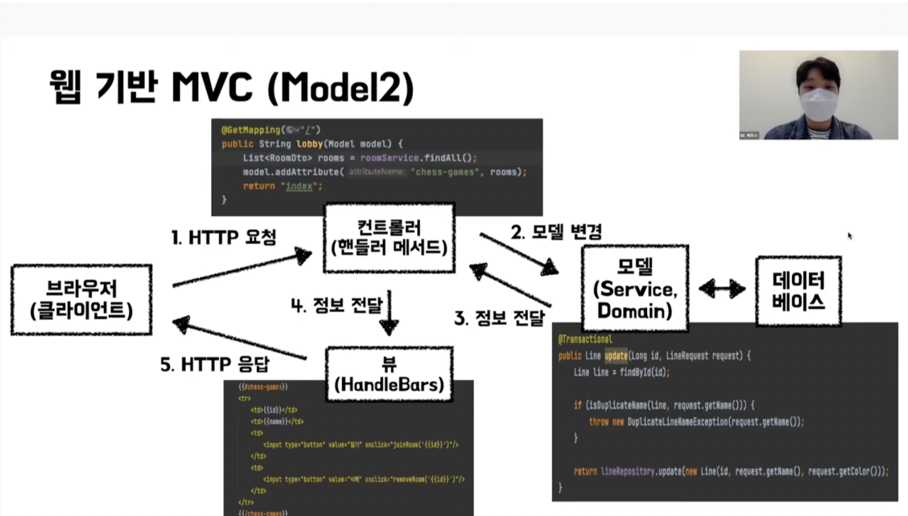 웹 기반 MVC (Model2)
@GetMapping("/")
public String lobby(Model model) {
List<RoomDto> rooms = roomService.findAll();
model.addAttribute( attributeName: "chess-games", rooms);
return "index";
}
컨트롤러
(핸들러 메서드)
1. HTTP 요청
2. 모델 변경
브라우저
(클라이언트)
모델
(Service,
Domain)
데이터
베이스
4. 정보 전달
3. 정보 전달
5. HTTP 응답
뷰
(HandleBars)
{{#chess-games}}
<tr>
<td>{{id}}</td>
<td>{{name}}</td>
<td>
<input type="button" value="참가" onclick="joinRoom('{{id}}')"/>
</td>
<td>
<input type="button" value="삭제" onclick="removeRoom('{{id}}')"/>
</td>
</tr>
{{/chess-games}}
@Transactional
public Line update(Long id, LineRequest request) {
Line line = findById(id);
if (isDuplicateName(line, request.getName())) {
throw new DuplicateLineNameException(request.getName());
}
return lineRepository.update(new Line(id, request.getName(), request.getColor()));
}